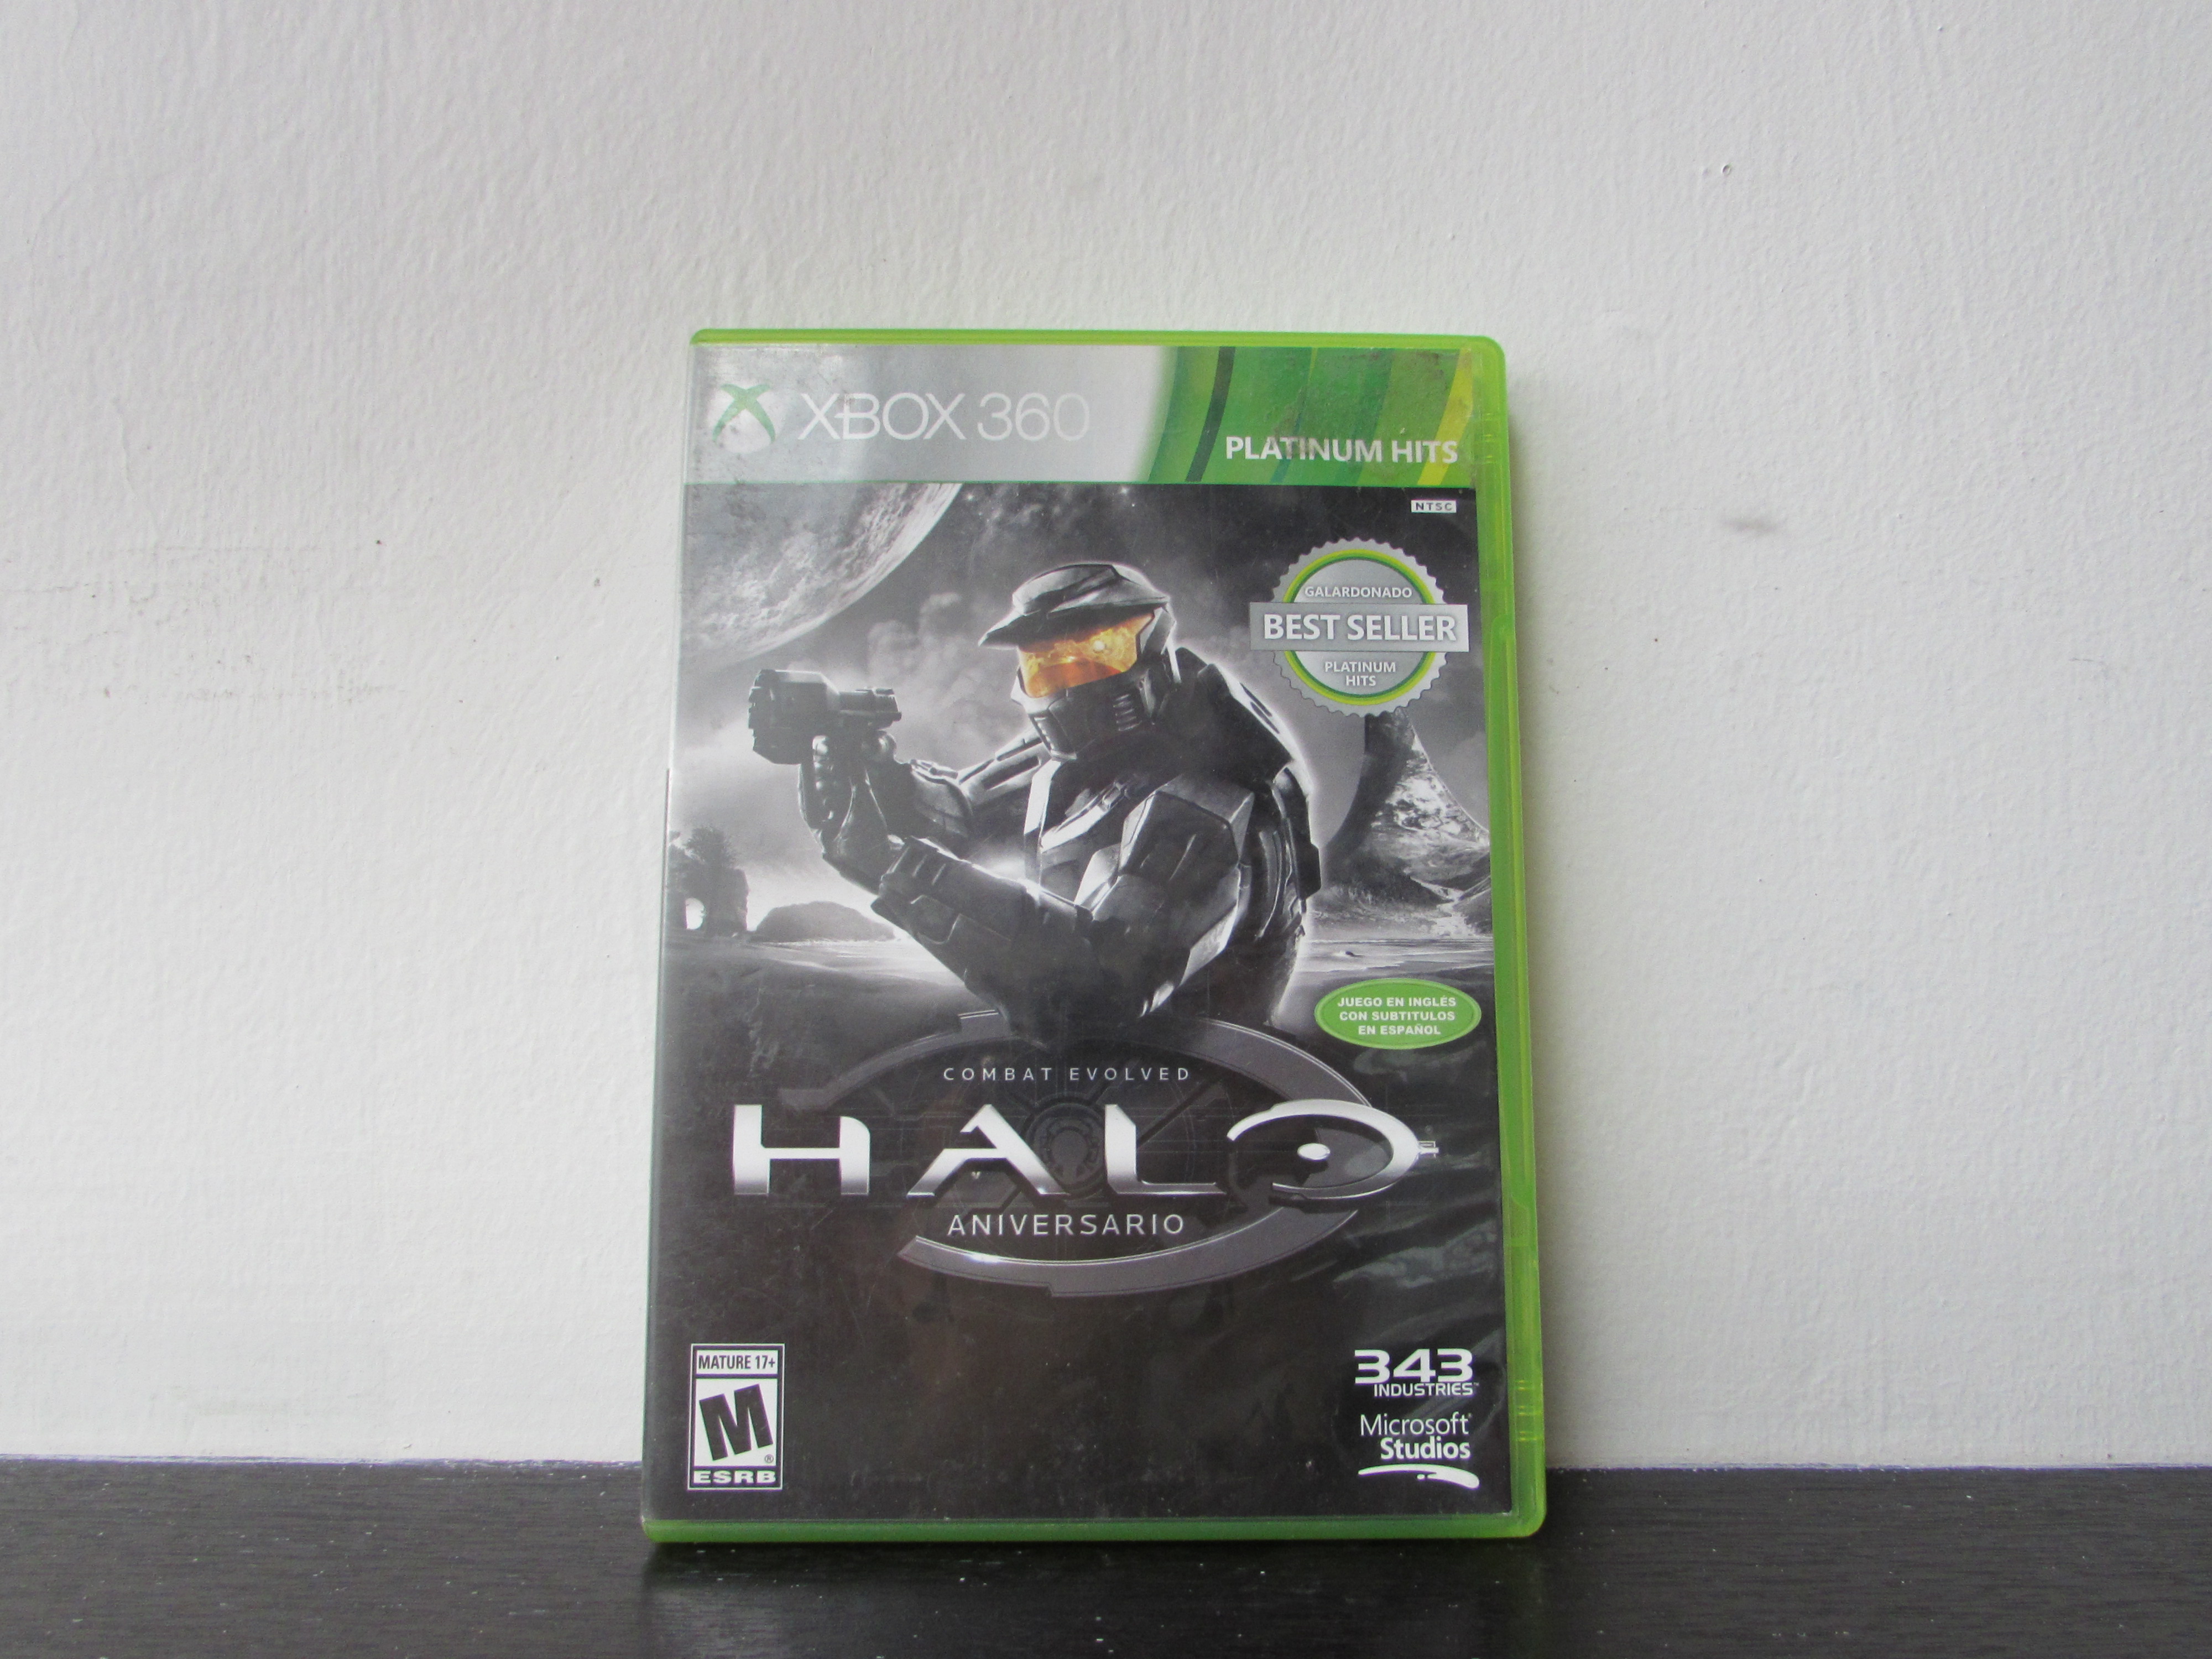 XBOX 360
PLATINUM HITS
NTSC
GALARDONADO
BEST SELLER
PLATINUM
HITS
JUEGO EN INGLÉS
CON SUBTITULOS
EN ESPAÑOL
COMBAT EVOLVED
HALO
ANIVERSARIO
MATURE 17+
M
ESRB
343
INDUSTRIES™
Microsoft®
Studios